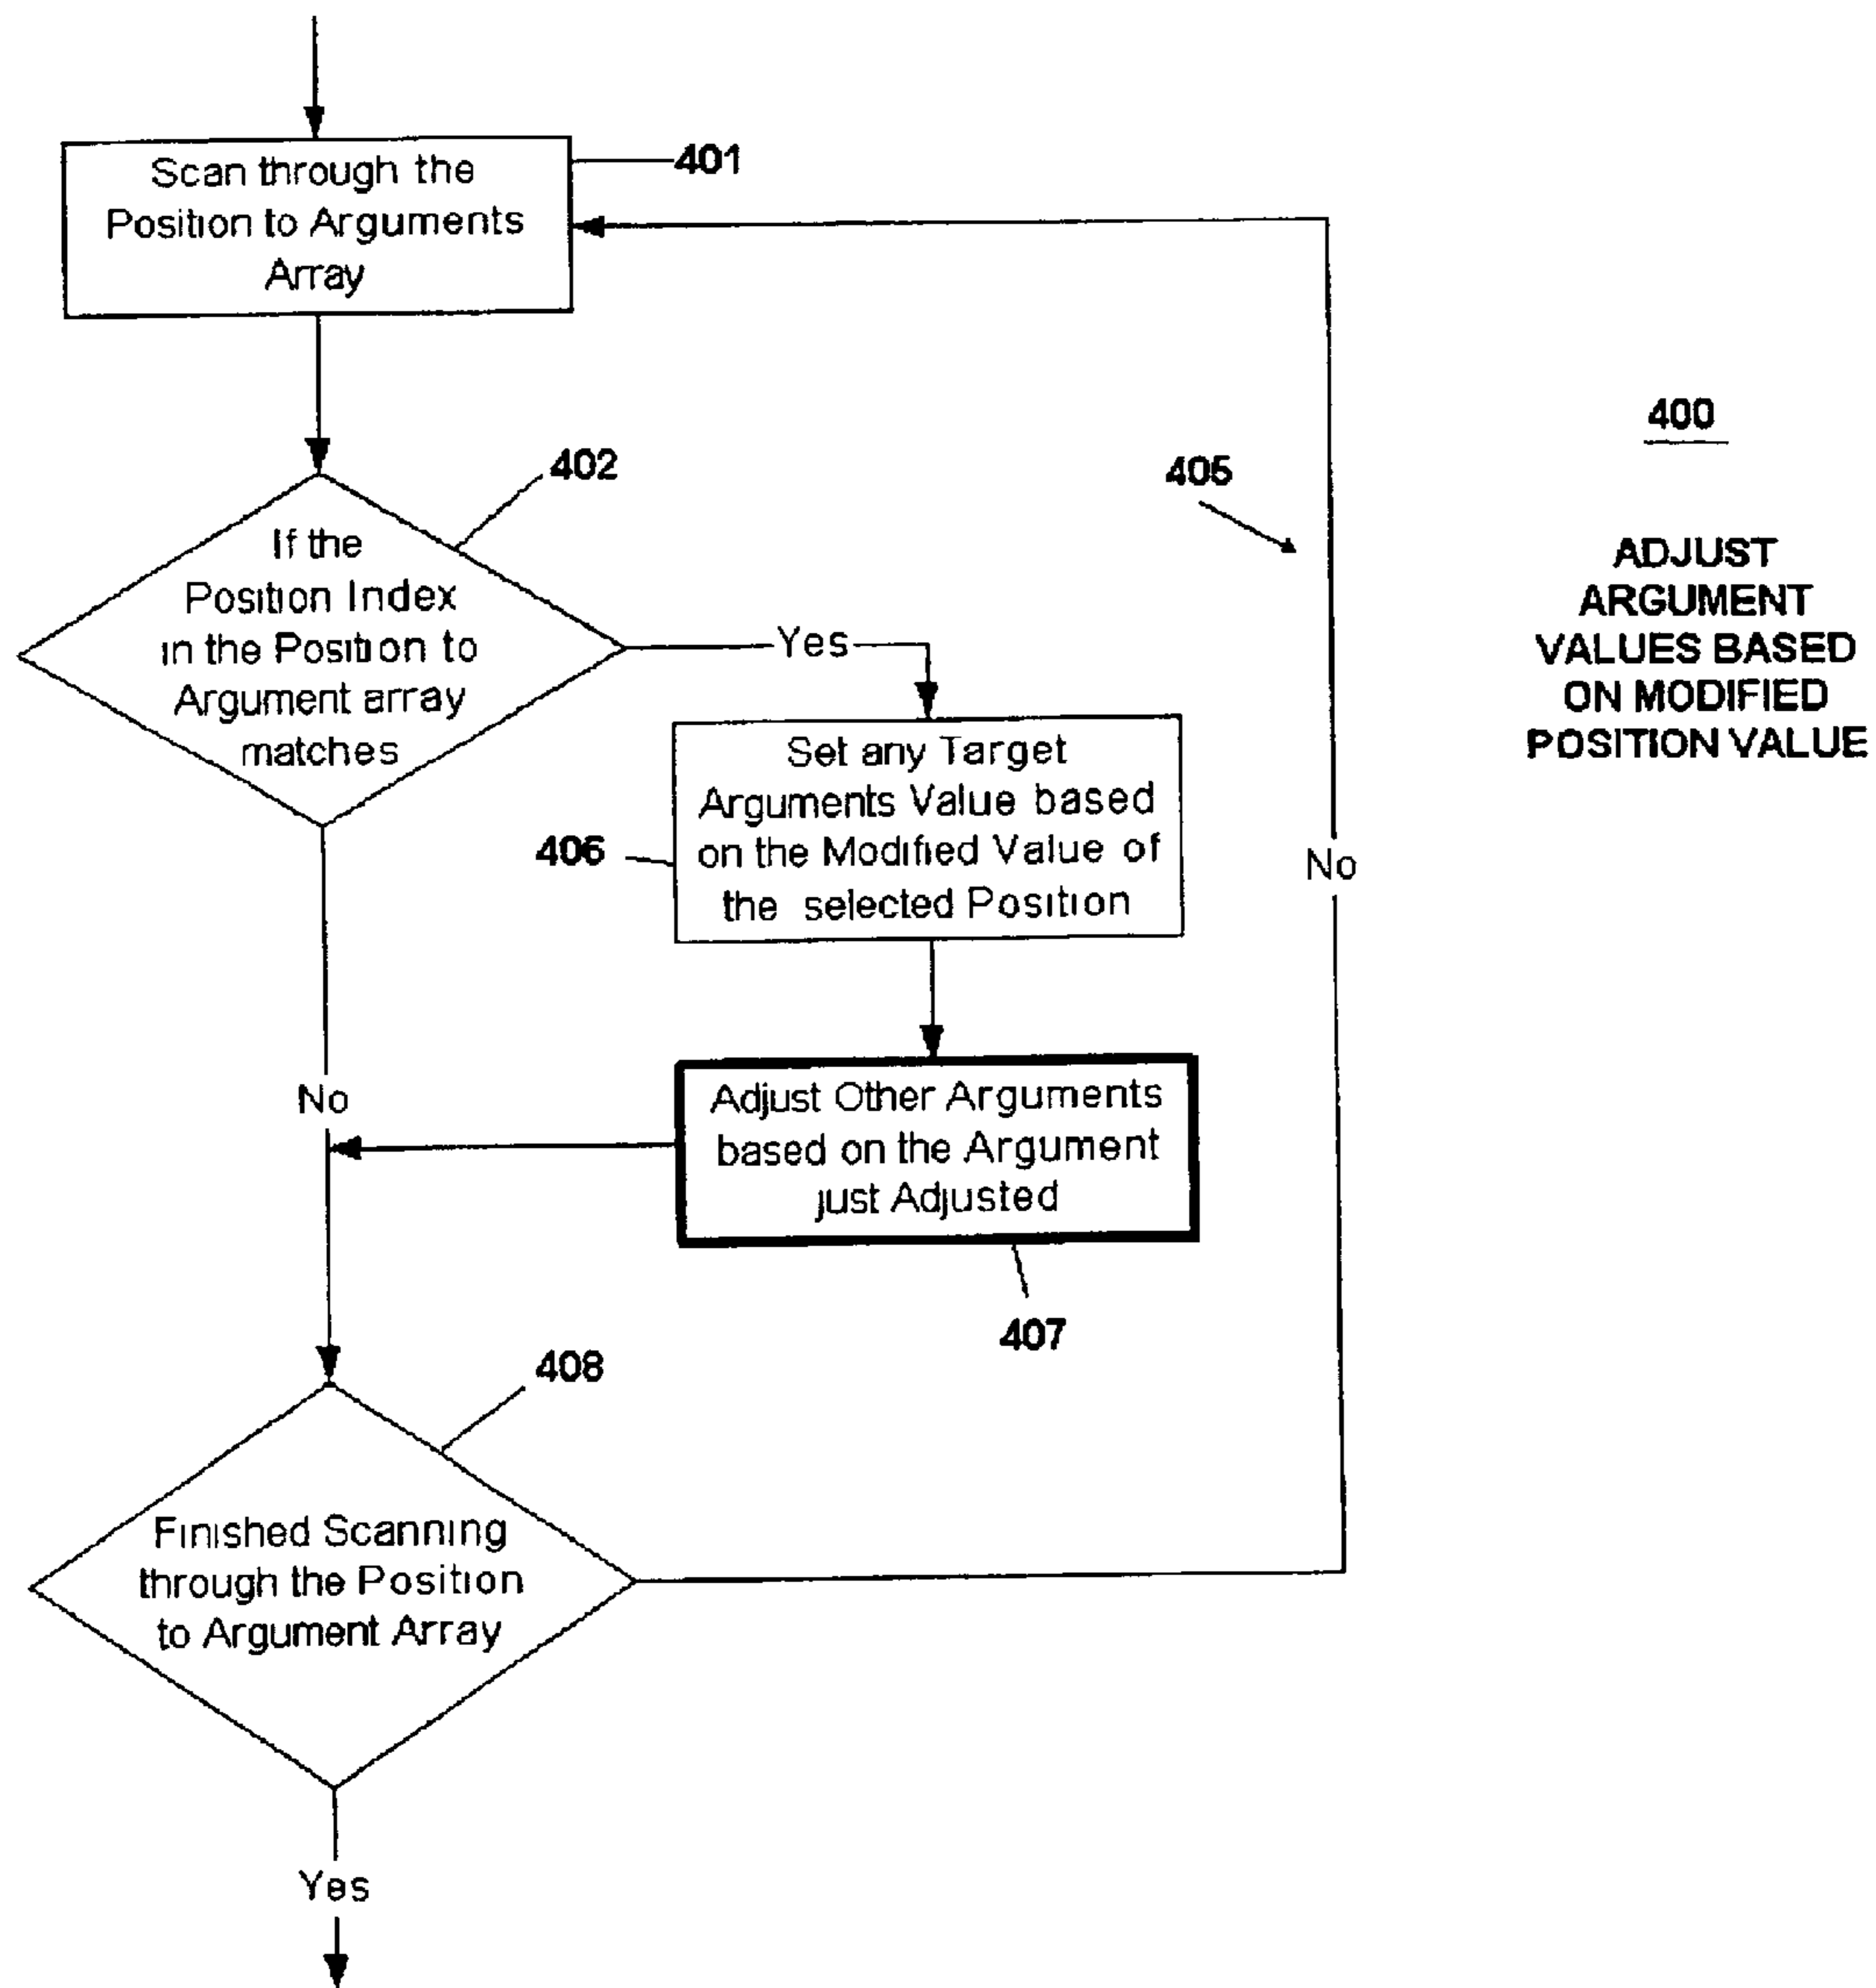 Scan through the
Position to Arguments
Array
401
If the
Position Index
in the Position to
Argument array
matches
402
Yes
Set any Target
Arguments Value based
on the Modified Value of
the selected Position
406
Adjust Other Arguments
based on the Argument
just Adjusted
407
No
Finished Scanning
through the Position
to Argument Array
408
Yes
No
405
400
ADJUST
ARGUMENT
VALUES BASED
ON MODIFIED
POSITION VALUE